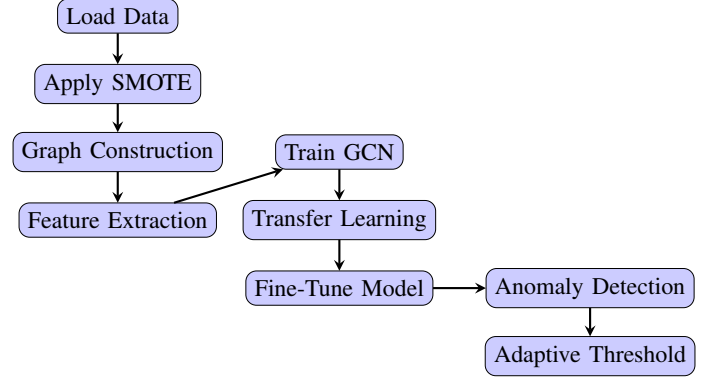 Load Data
Apply SMOTE
Graph Construction
Feature Extraction
Train GCN
Transfer Learning
Fine-Tune Model
Anomaly Detection
Adaptive Threshold